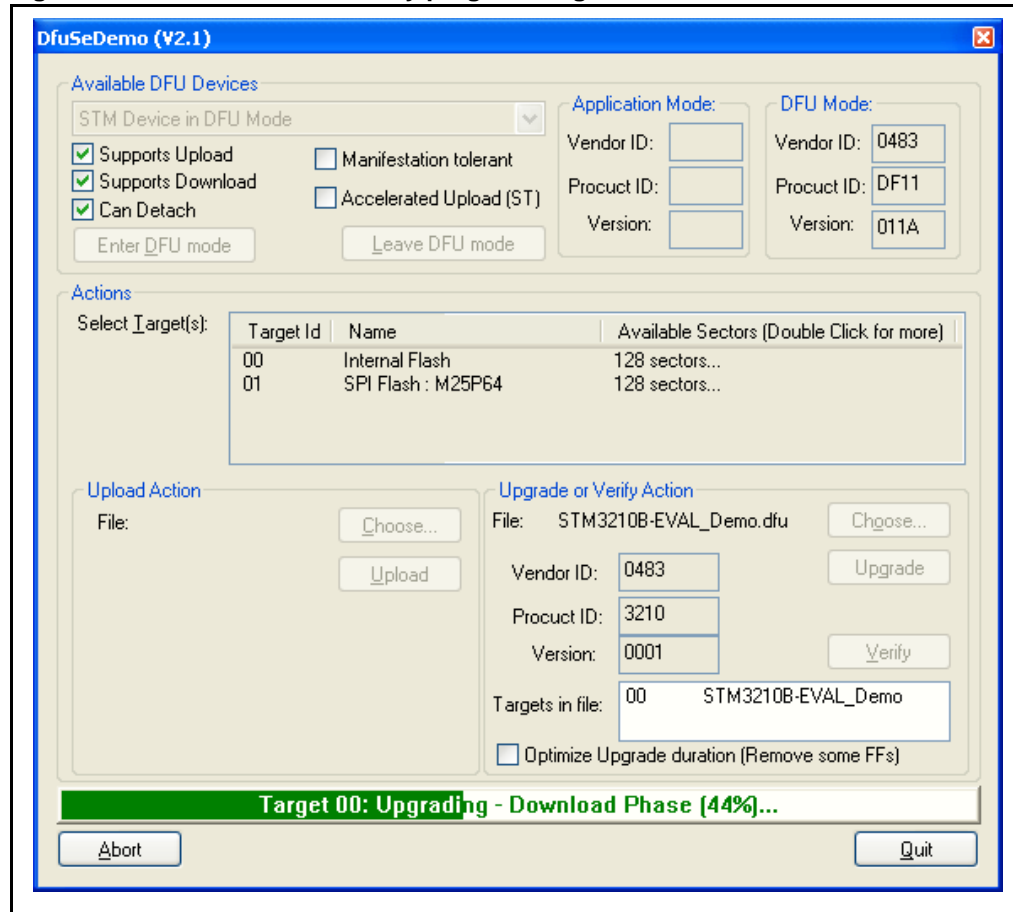 DfuSeDemo (V2.1)
Available DFU Devices
STM Device in DFU Mode
Supports Upload
Supports Download
Can Detach
Manifestation tolerant
Accelerated Upload (ST)
Enter DFU mode
Leave DFU mode
Application Mode:
Vendor ID:
Procuct ID:
Version:
DFU Mode:
Vendor ID: 0483
Procuct ID: DF11
Version: 011A
Actions
Select Target(s):
Target Id Name Available Sectors (Double Click for more)
00 Internal Flash 128 sectors...
01 SPI Flash : M25P64 128 sectors...
Upload Action
File:
Choose...
Upload
Upgrade or Verify Action
File: STM3210B-EVAL_Demo.dfu
Choose...
Vendor ID: 0483
Upgrade
Procuct ID: 3210
Version: 0001
Verify
Targets in file: 00 STM3210B-EVAL_Demo
Optimize Upgrade duration (Remove some FFs)
Target 00: Upgrading - Download Phase (44%)...
Abort
Quit